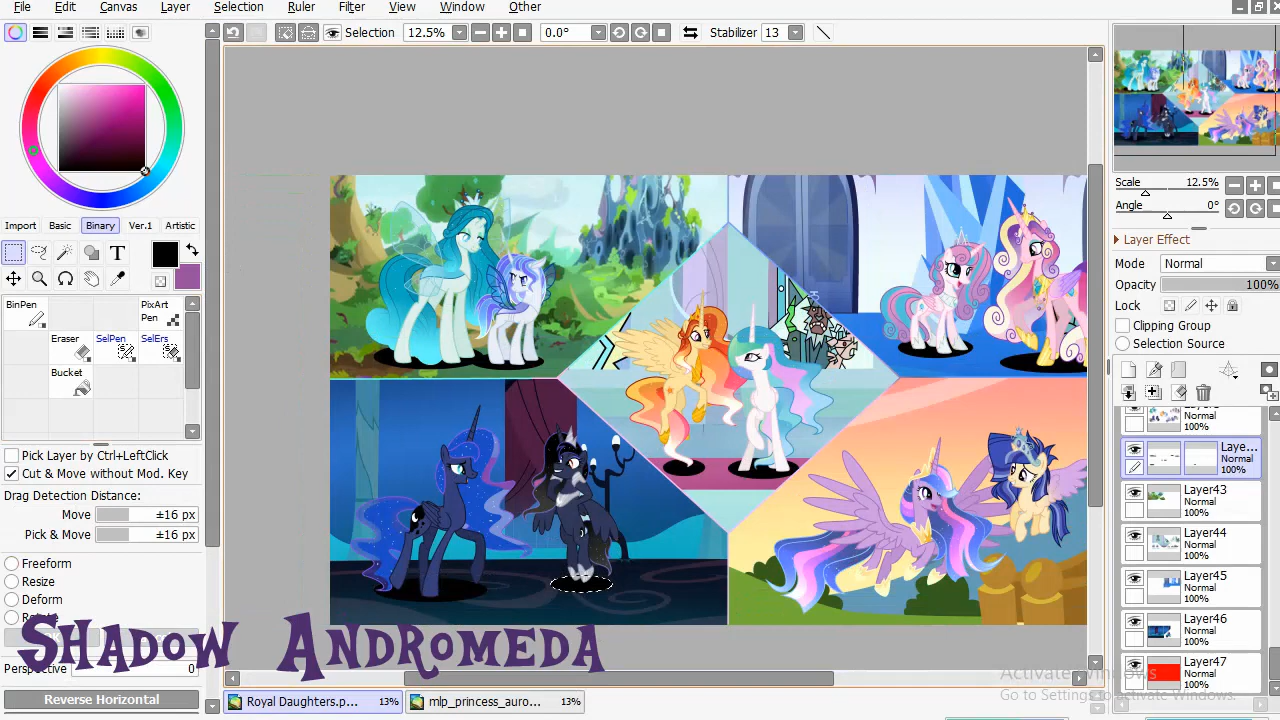 File Edit Canvas Layer Selection Ruler Filter View Window Other
Selection 12.5% 0.0° Stabilizer 13
Import Basic Binary Ver.1 Artistic
BinPen PixArt Pen
Eraser SelPen SelErs
Bucket
Pick Layer by Ctrl+LeftClick
Cut & Move without Mod. Key
Drag Detection Distance:
Move ±16 px
Pick & Move ±16 px
Freeform
Resize
Deform
Perspective 0
Reverse Horizontal
Shadow Andromeda
Royal Daughters.p... 13%
13%
Scale 12.5%
Angle 0°
Layer Effect
Mode Normal
Opacity 100%
Lock
Clipping Group
Selection Source
Normal
100%
Laye...
Normal
100%
Layer43
Normal
100%
Layer44
Normal
100%
Layer45
Normal
100%
Layer46
Normal
100%
Layer47
Normal
100%
Activate Windows
Go to Settings to activate Windows.